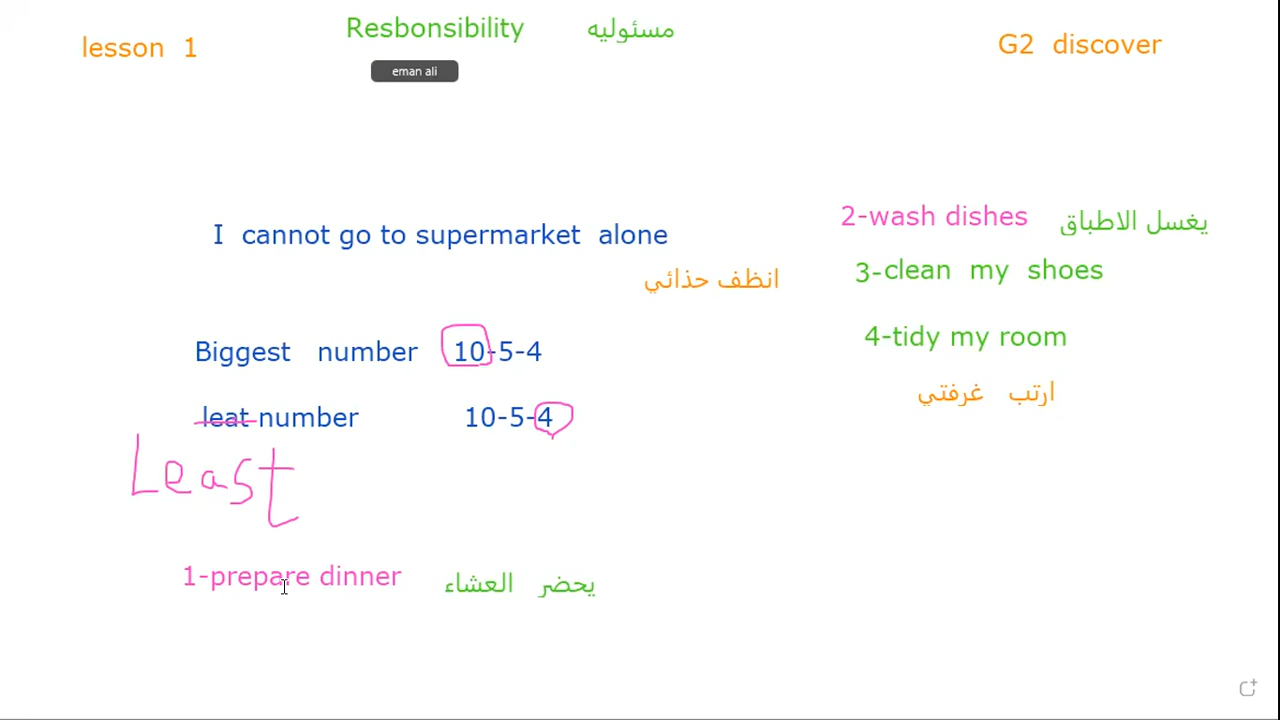 lesson 1
Resbonsibility مسئوليه
G2 discover
eman ali
I cannot go to supermarket alone
انظف حذائي
Biggest number 10-5-4
leat number 10-5-4
Least
1-prepare dinner يحضر العشاء
2-wash dishes يغسل الاطباق
3-clean my shoes
4-tidy my room
ارتب غرفتي